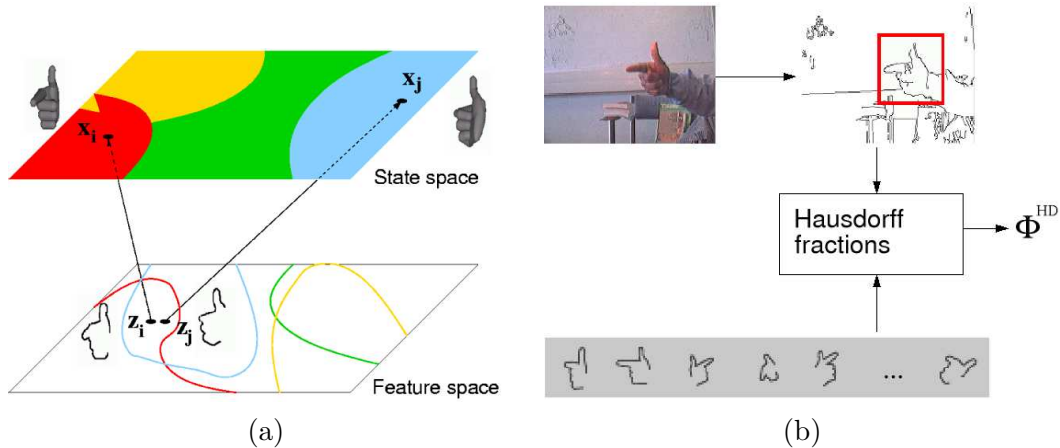 x_i
x_j
State space
z_i
z_j
Feature space
(a)
Hausdorff
fractions
Φ^HD
...
(b)